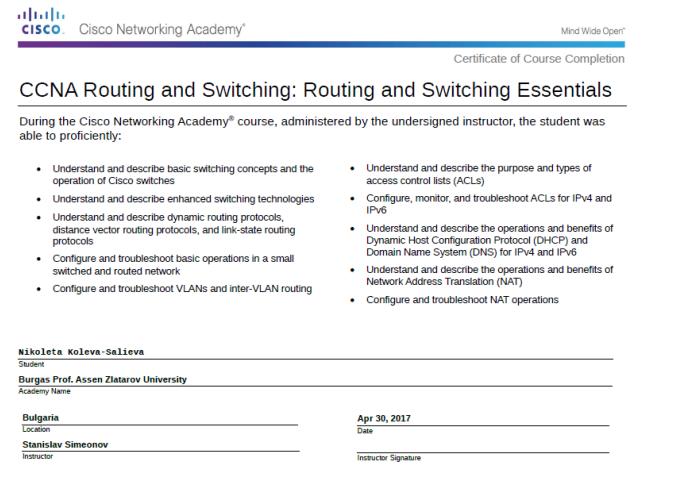 CISCO. Cisco Networking Academy® Mind Wide Open®
Certificate of Course Completion
CCNA Routing and Switching: Routing and Switching Essentials
During the Cisco Networking Academy® course, administered by the undersigned instructor, the student was
able to proficiently:
• Understand and describe basic switching concepts and the
operation of Cisco switches
• Understand and describe enhanced switching technologies
• Understand and describe dynamic routing protocols,
distance vector routing protocols, and link-state routing
protocols
• Configure and troubleshoot basic operations in a small
switched and routed network
• Configure and troubleshoot VLANs and inter-VLAN routing
• Understand and describe the purpose and types of
access control lists (ACLs)
• Configure, monitor, and troubleshoot ACLs for IPv4 and
IPv6
• Understand and describe the operations and benefits of
Dynamic Host Configuration Protocol (DHCP) and
Domain Name System (DNS) for IPv4 and IPv6
• Understand and describe the operations and benefits of
Network Address Translation (NAT)
• Configure and troubleshoot NAT operations
Nikoleta Koleva-Salieva
Student
Burgas Prof. Assen Zlatarov University
Academy Name
Bulgaria
Location
Apr 30, 2017
Date
Stanislav Simeonov
Instructor
Instructor Signature